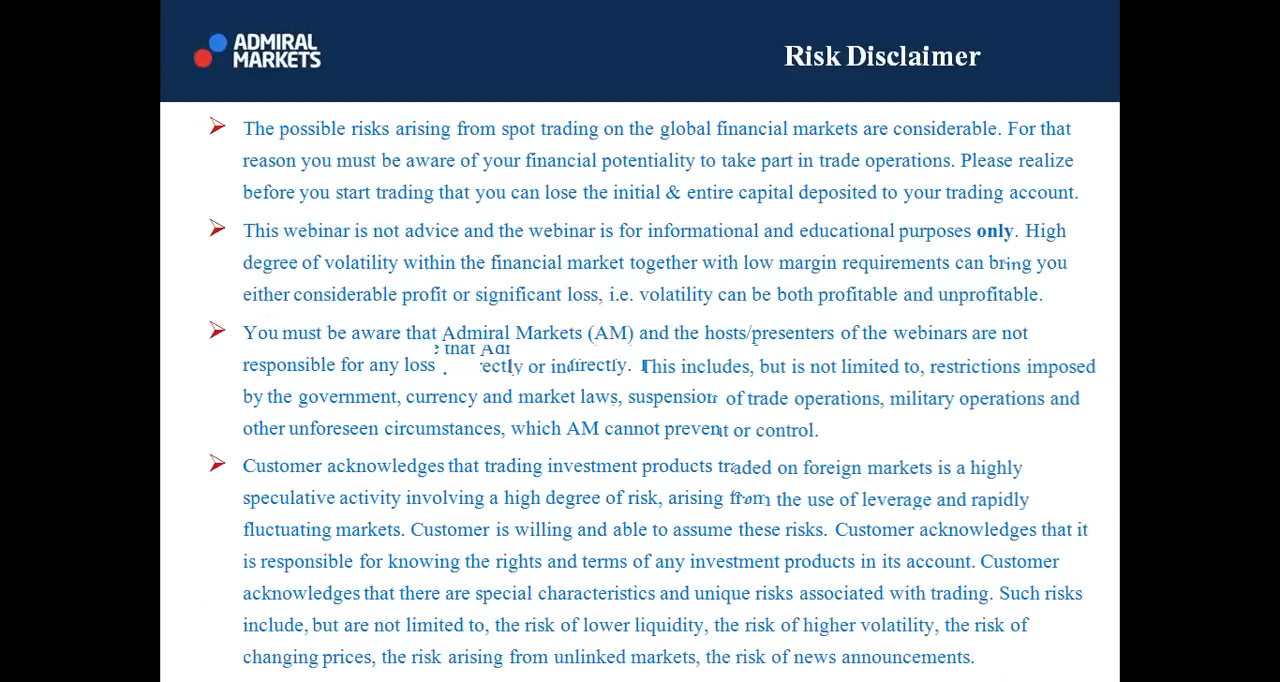 ADMIRAL
MARKETS
Risk Disclaimer
The possible risks arising from spot trading on the global financial markets are considerable. For that
reason you must be aware of your financial potentiality to take part in trade operations. Please realize
before you start trading that you can lose the initial & entire capital deposited to your trading account.
This webinar is not advice and the webinar is for informational and educational purposes only. High
degree of volatility within the financial market together with low margin requirements can bring you
either considerable profit or significant loss, i.e. volatility can be both profitable and unprofitable.
You must be aware that Admiral Markets (AM) and the hosts/presenters of the webinars are not
responsible for any loss or indirectly. This includes, but is not limited to, restrictions imposed
by the government, currency and market laws, suspension of trade operations, military operations and
other unforeseen circumstances, which AM cannot prevent or control.
Customer acknowledges that trading investment products traded on foreign markets is a highly
speculative activity involving a high degree of risk, arising from the use of leverage and rapidly
fluctuating markets. Customer is willing and able to assume these risks. Customer acknowledges that it
is responsible for knowing the rights and terms of any investment products in its account. Customer
acknowledges that there are special characteristics and unique risks associated with trading. Such risks
include, but are not limited to, the risk of lower liquidity, the risk of higher volatility, the risk of
changing prices, the risk arising from unlinked markets, the risk of news announcements.